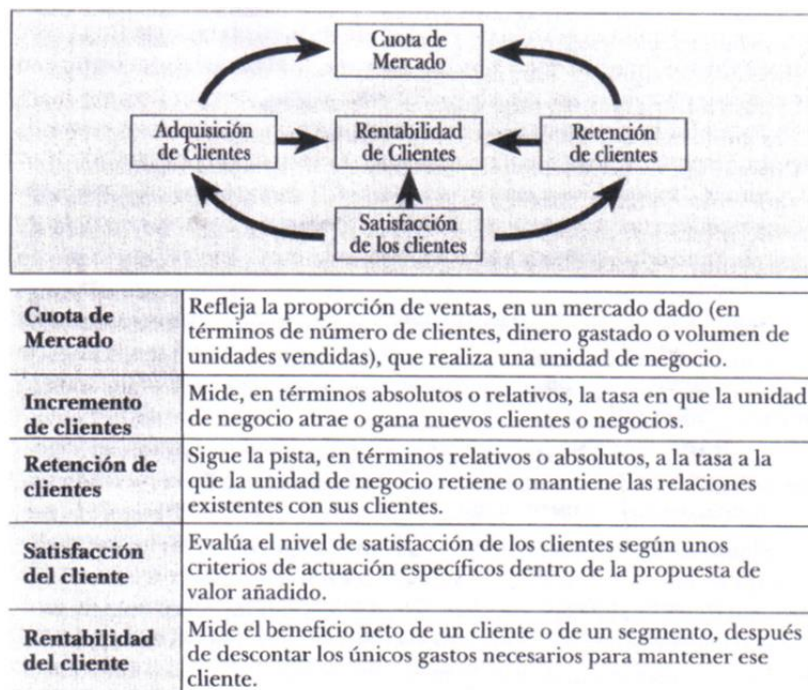 Cuota de
Mercado
Adquisición
de Clientes
Rentabilidad
de Clientes
Retención
de clientes
Satisfacción
de los clientes
Cuota de
Mercado
Refleja la proporción de ventas, en un mercado dado (en
términos de número de clientes, dinero gastado o volumen de
unidades vendidas), que realiza una unidad de negocio.
Incremento
de clientes
Mide, en términos absolutos o relativos, la tasa en que la unidad
de negocio atrae o gana nuevos clientes o negocios.
Retención de
clientes
Sigue la pista, en términos relativos o absolutos, a la tasa a la
que la unidad de negocio retiene o mantiene las relaciones
existentes con sus clientes.
Satisfacción
del cliente
Evalúa el nivel de satisfacción de los clientes según unos
criterios de actuación específicos dentro de la propuesta de
valor añadido.
Rentabilidad
del cliente
Mide el beneficio neto de un cliente o de un segmento, después
de descontar los únicos gastos necesarios para mantener ese
cliente.